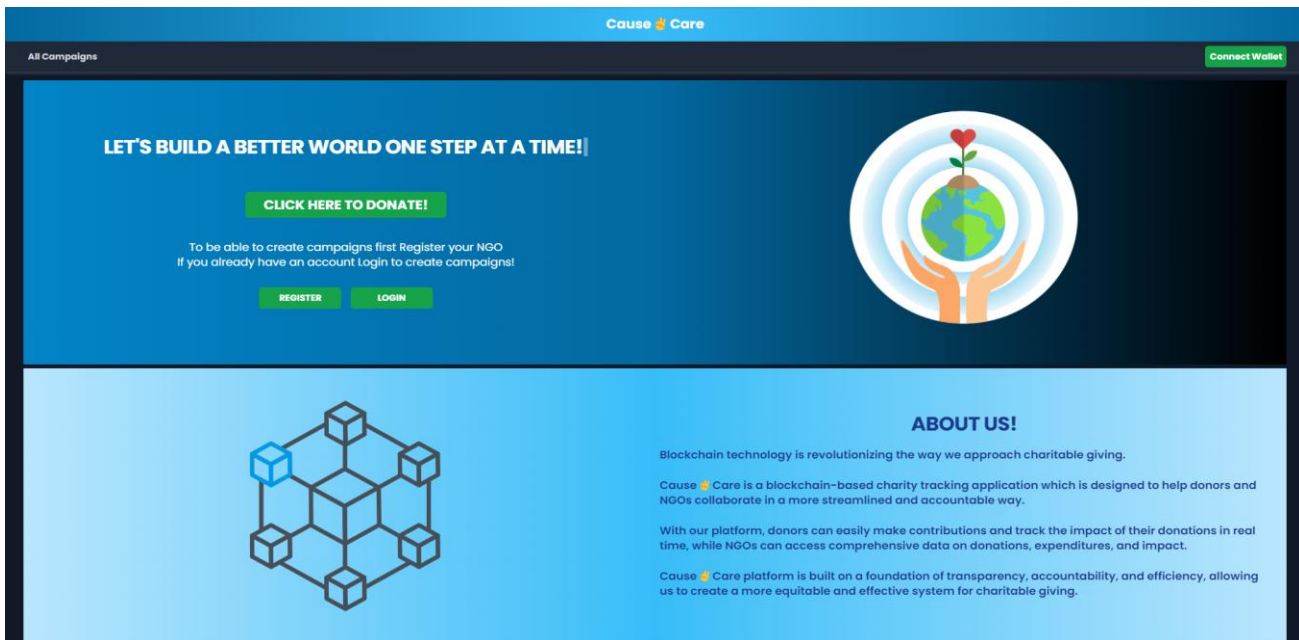 Cause ✌ Care
All Campaigns
Connect Wallet
LET'S BUILD A BETTER WORLD ONE STEP AT A TIME!
CLICK HERE TO DONATE!
To be able to create campaigns first Register your NGO
If you already have an account Login to create campaigns!
REGISTER
LOGIN
ABOUT US!
Blockchain technology is revolutionizing the way we approach charitable giving.
Cause ✌ Care is a blockchain-based charity tracking application which is designed to help donors and
NGOs collaborate in a more streamlined and accountable way.
With our platform, donors can easily make contributions and track the impact of their donations in real
time, while NGOs can access comprehensive data on donations, expenditures, and impact.
Cause ✌ Care platform is built on a foundation of transparency, accountability, and efficiency, allowing
us to create a more equitable and effective system for charitable giving.